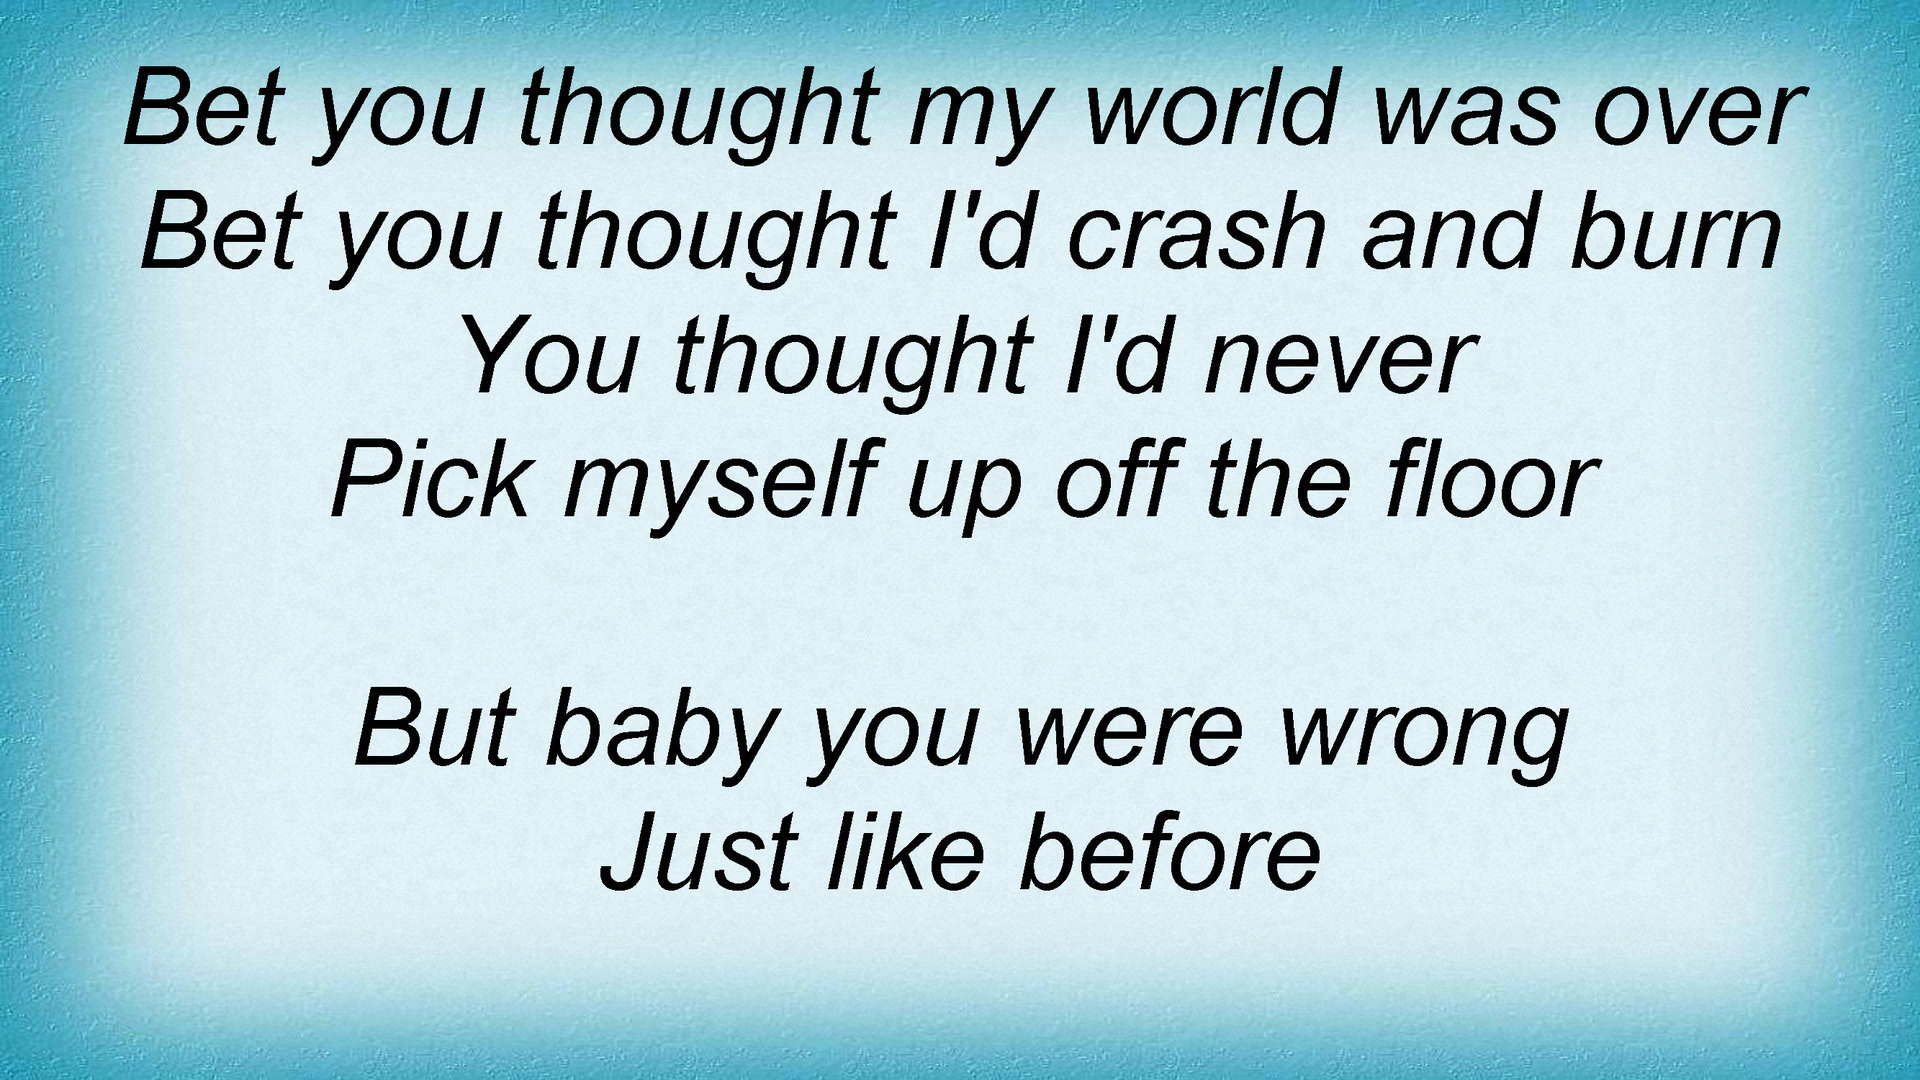 Bet you thought my world was over
Bet you thought I'd crash and burn
You thought I'd never
Pick myself up off the floor
But baby you were wrong
Just like before